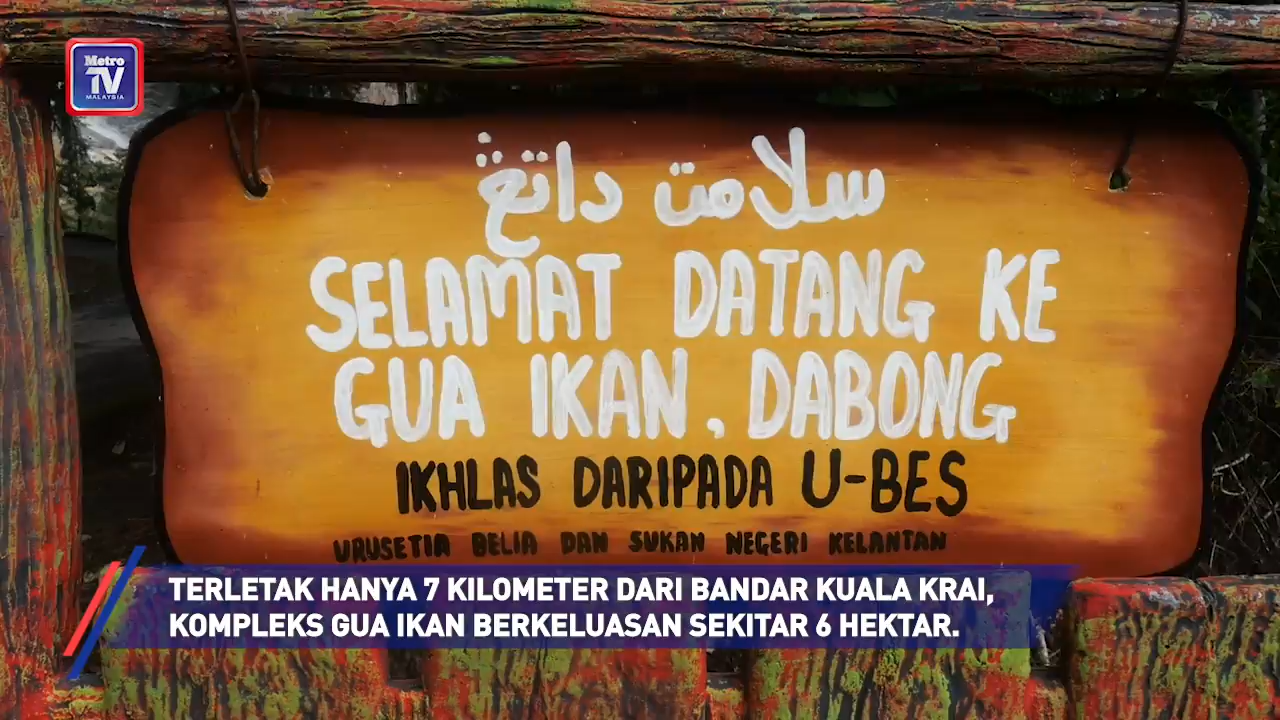 Metro
TV
MALAYSIA
سلامت داتڠ
SELAMAT DATANG KE
GUA IKAN, DABONG
IKHLAS DARIPADA U-BES
URUSETIA BELIA DAN SUKAN NEGERI KELANTAN
TERLETAK HANYA 7 KILOMETER DARI BANDAR KUALA KRAI,
KOMPLEKS GUA IKAN BERKELUASAN SEKITAR 6 HEKTAR.